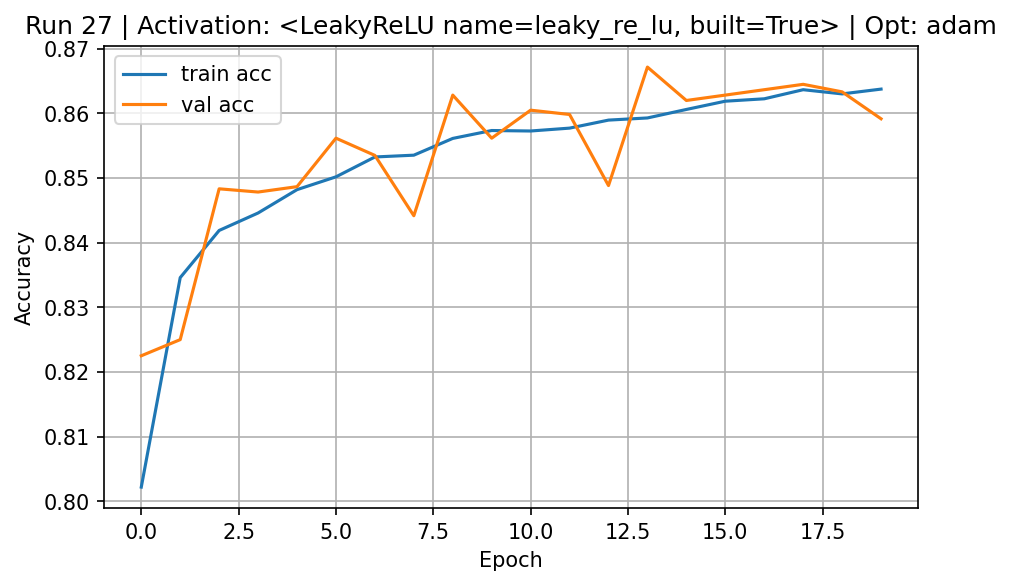 Run 27 | Activation: <LeakyReLU name=leaky_re_lu, built=True> | Opt: adam
train acc
val acc
0.87
0.86
0.85
0.84
0.83
0.82
0.81
0.80
Accuracy
0.0 2.5 5.0 7.5 10.0 12.5 15.0 17.5
Epoch